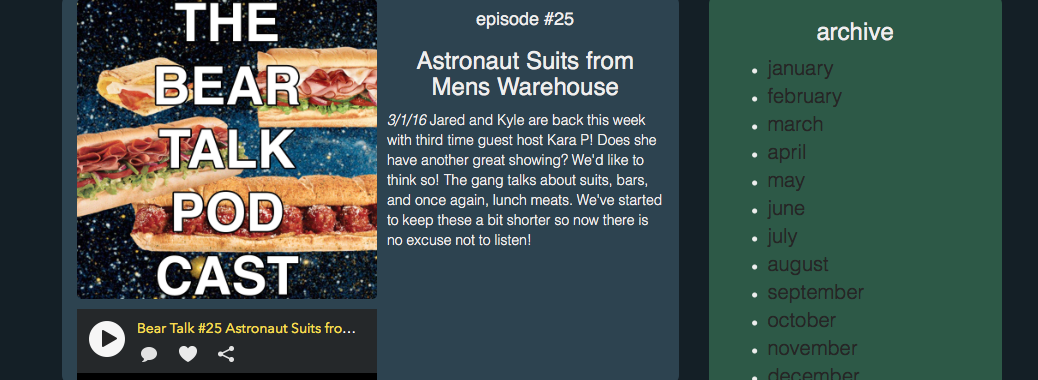 THE
BEAR
TALK
POD
CAST
Bear Talk #25 Astronaut Suits fro...
episode #25
Astronaut Suits from
Mens Warehouse
3/1/16 Jared and Kyle are back this week
with third time guest host Kara P! Does she
have another great showing? We'd like to
think so! The gang talks about suits, bars,
and once again, lunch meats. We've started
to keep these a bit shorter so now there is
no excuse not to listen!
archive
january
february
march
april
may
june
july
august
september
october
november
december